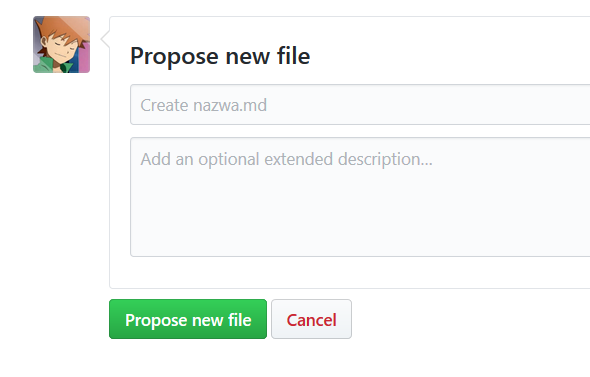 Propose new file
Create nazwa.md
Add an optional extended description...
Propose new file
Cancel